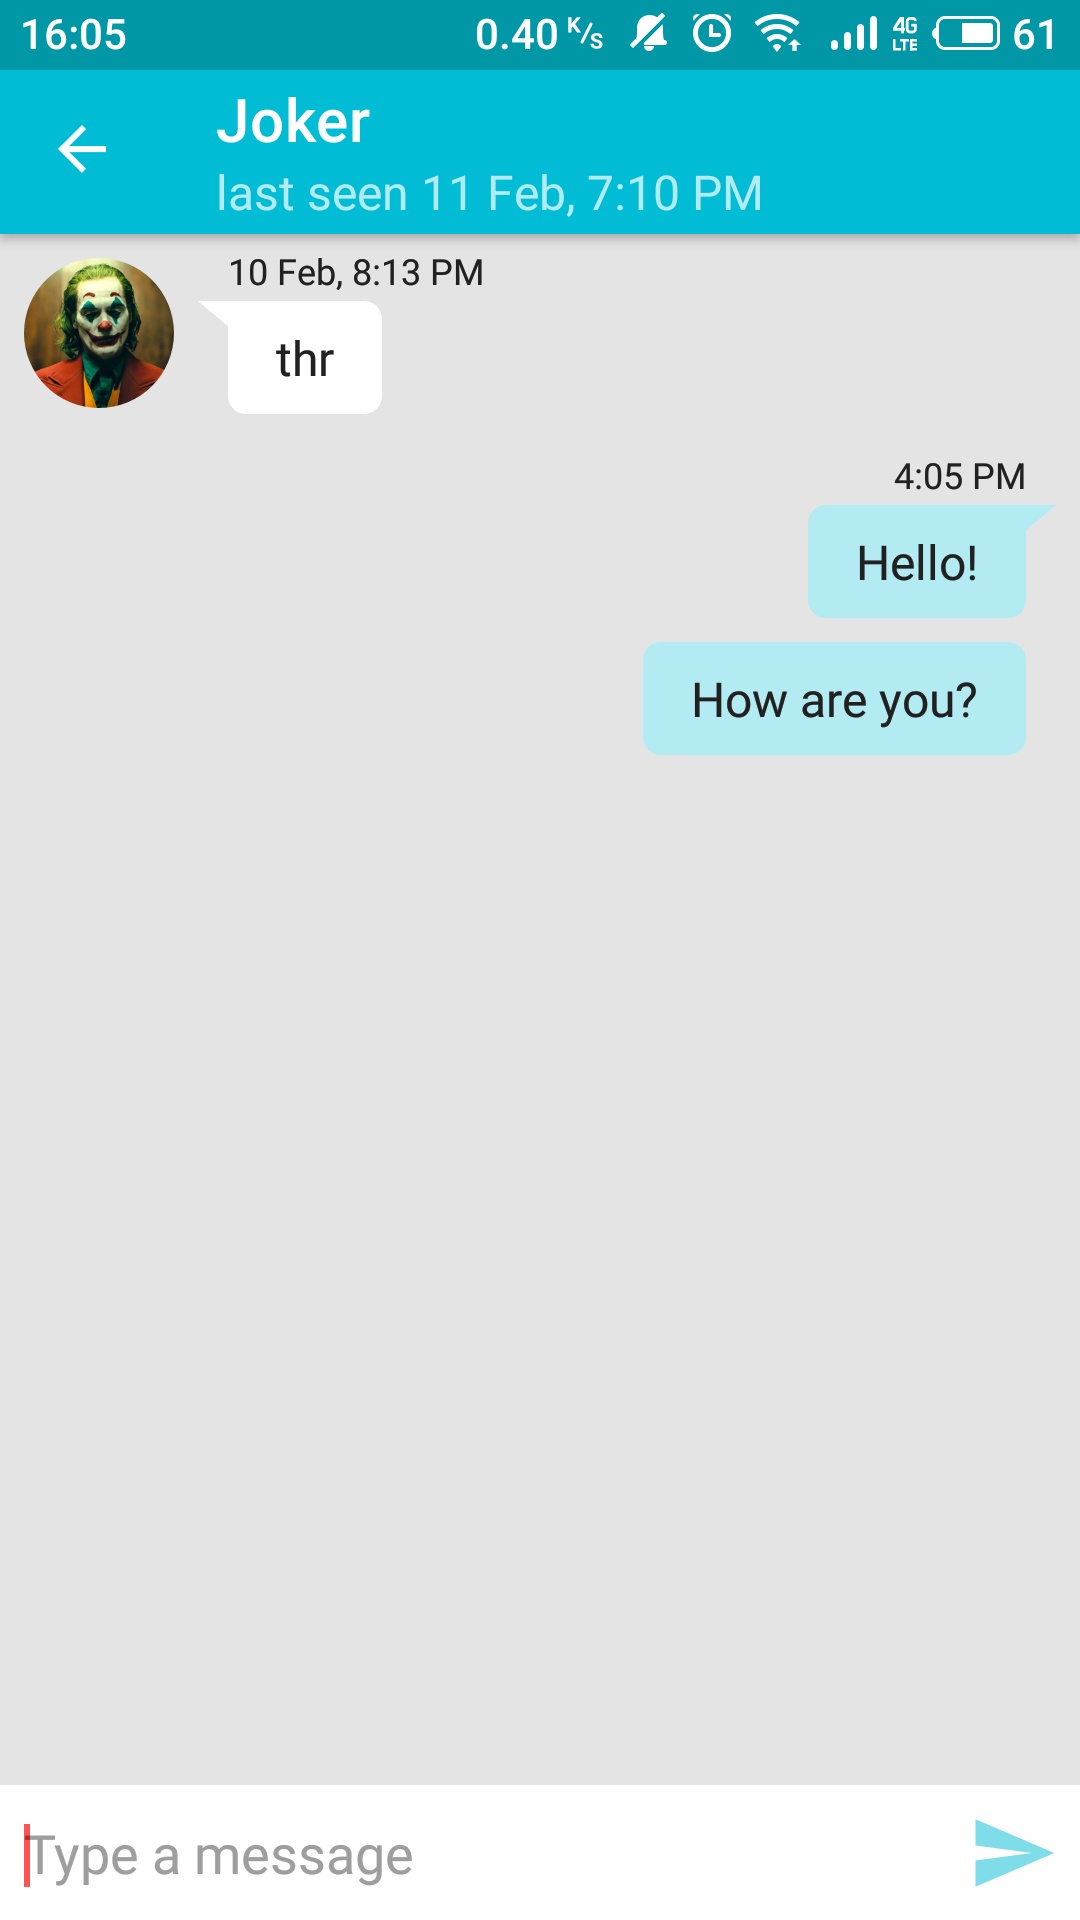 16:05 0.40 K/s 4G LTE 61
Joker
last seen 11 Feb, 7:10 PM
10 Feb, 8:13 PM
thr
4:05 PM
Hello!
How are you?
Type a message